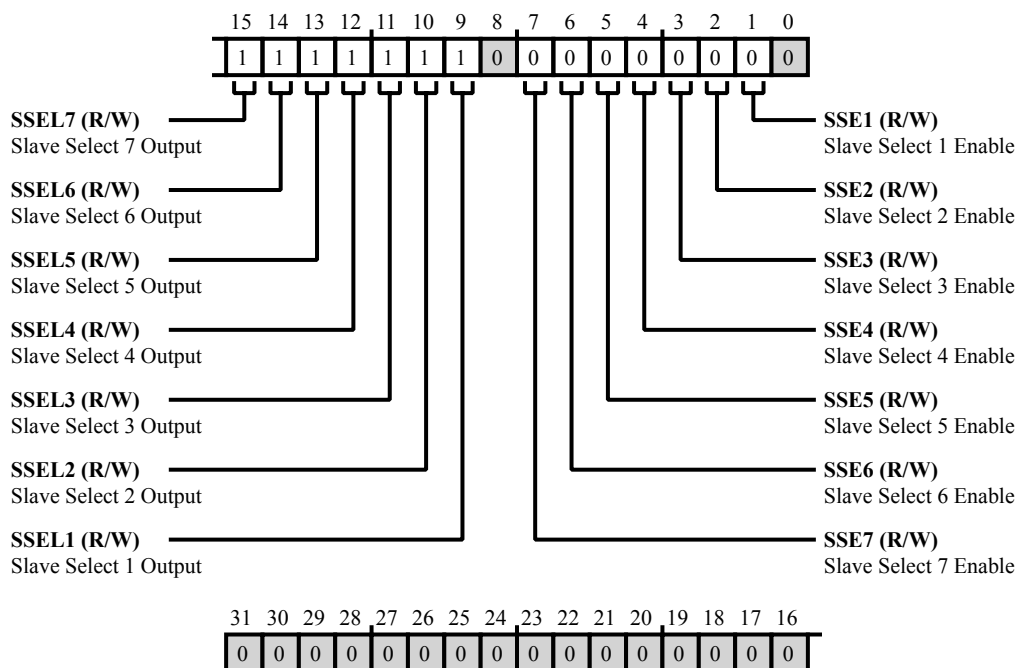 15 14 13 12 11 10 9 8 7 6 5 4 3 2 1 0
1 1 1 1 1 1 1 0 0 0 0 0 0 0 0 0
SSEL7 (R/W)
Slave Select 7 Output
SSEL6 (R/W)
Slave Select 6 Output
SSEL5 (R/W)
Slave Select 5 Output
SSEL4 (R/W)
Slave Select 4 Output
SSEL3 (R/W)
Slave Select 3 Output
SSEL2 (R/W)
Slave Select 2 Output
SSEL1 (R/W)
Slave Select 1 Output
SSE1 (R/W)
Slave Select 1 Enable
SSE2 (R/W)
Slave Select 2 Enable
SSE3 (R/W)
Slave Select 3 Enable
SSE4 (R/W)
Slave Select 4 Enable
SSE5 (R/W)
Slave Select 5 Enable
SSE6 (R/W)
Slave Select 6 Enable
SSE7 (R/W)
Slave Select 7 Enable
31 30 29 28 27 26 25 24 23 22 21 20 19 18 17 16
0 0 0 0 0 0 0 0 0 0 0 0 0 0 0 0